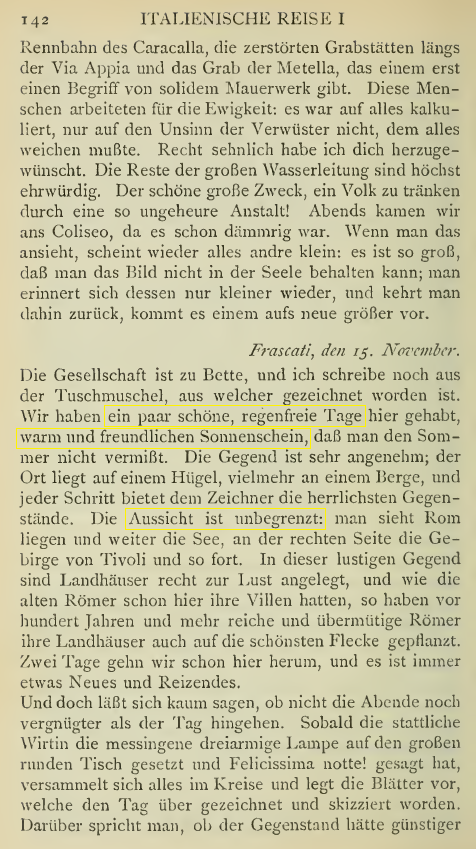 142 ITALIENISCHE REISE I
Rennbahn des Caracalla, die zerstörten Grabstätten längs
der Via Appia und das Grab der Metella, das einem erst
einen Begriff von solidem Mauerwerk gibt. Diese Men-
schen arbeiteten für die Ewigkeit: es war auf alles kalku-
liert, nur auf den Unsinn der Verwüster nicht, dem alles
weichen mußte. Recht sehnlich habe ich dich herzuge-
wünscht. Die Reste der großen Wasserleitung sind höchst
ehrwürdig. Der schöne große Zweck, ein Volk zu tränken
durch eine so ungeheure Anstalt! Abends kamen wir
ans Coliseo, da es schon dämmrig war. Wenn man das
ansieht, scheint wieder alles andre klein: es ist so groß,
daß man das Bild nicht in der Seele behalten kann; man
erinnert sich dessen nur kleiner wieder, und kehrt man
dahin zurück, kommt es einem aufs neue größer vor.
Frascati, den 15. November.
Die Gesellschaft ist zu Bette, und ich schreibe noch aus
der Tuschmuschel, aus welcher gezeichnet worden ist.
Wir haben ein paar schöne, regenfreie Tage hier gehabt,
warm und freundlichen Sonnenschein, daß man den Som-
mer nicht vermißt. Die Gegend ist sehr angenehm; der
Ort liegt auf einem Hügel, vielmehr an einem Berge, und
jeder Schritt bietet dem Zeichner die herrlichsten Gegen-
stände. Die Aussicht ist unbegrenzt: man sieht Rom
liegen und weiter die See, an der rechten Seite die Ge-
birge von Tivoli und so fort. In dieser lustigen Gegend
sind Landhäuser recht zur Lust angelegt, und wie die
alten Römer schon hier ihre Villen hatten, so haben vor
hundert Jahren und mehr reiche und übermütige Römer
ihre Landhäuser auch auf die schönsten Flecke gepflanzt.
Zwei Tage gehn wir schon hier herum, und es ist immer
etwas Neues und Reizendes.
Und doch läßt sich kaum sagen, ob nicht die Abende noch
vergnügter als der Tag hingehen. Sobald die stattliche
Wirtin die messingene dreiarmige Lampe auf den großen
runden Tisch gesetzt und Felicissima notte! gesagt hat,
versammelt sich alles im Kreise und legt die Blätter vor,
welche den Tag über gezeichnet und skizziert worden.
Darüber spricht man, ob der Gegenstand hätte günstiger